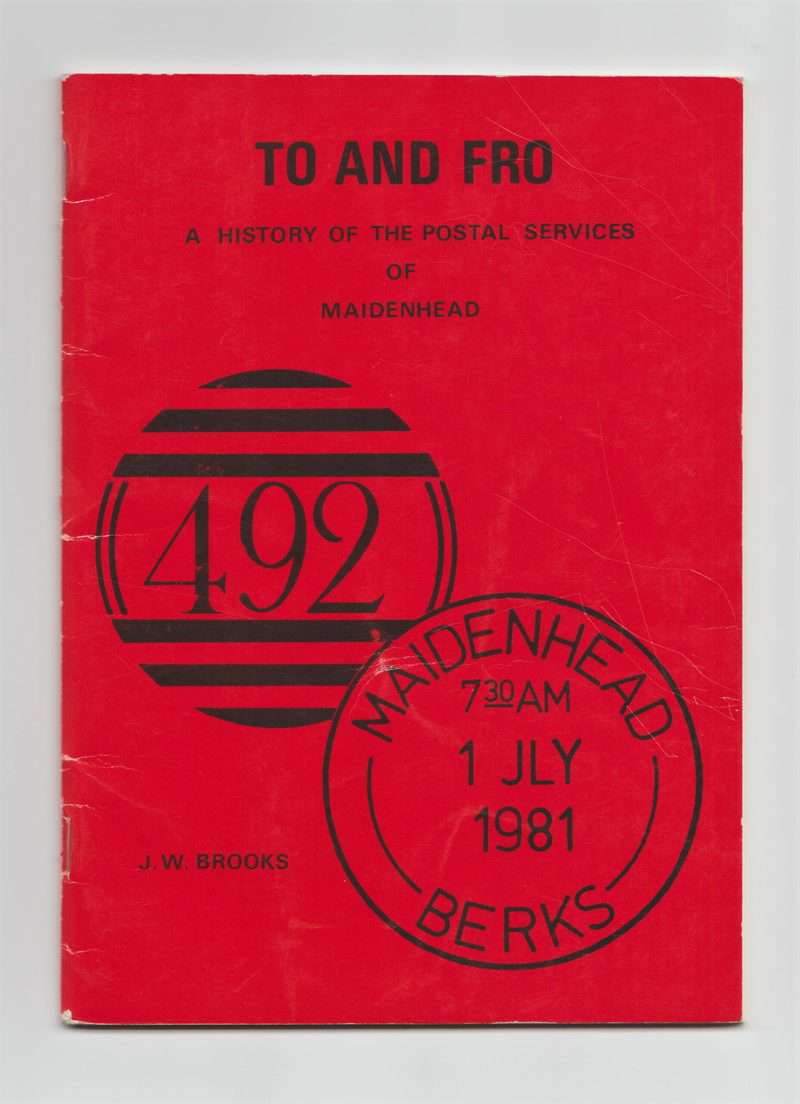 TO AND FRO
A HISTORY OF THE POSTAL SERVICES
OF
MAIDENHEAD
492
MAIDENHEAD
7 30 AM
1 JLY
1981
BERKS
J. W. BROOKS